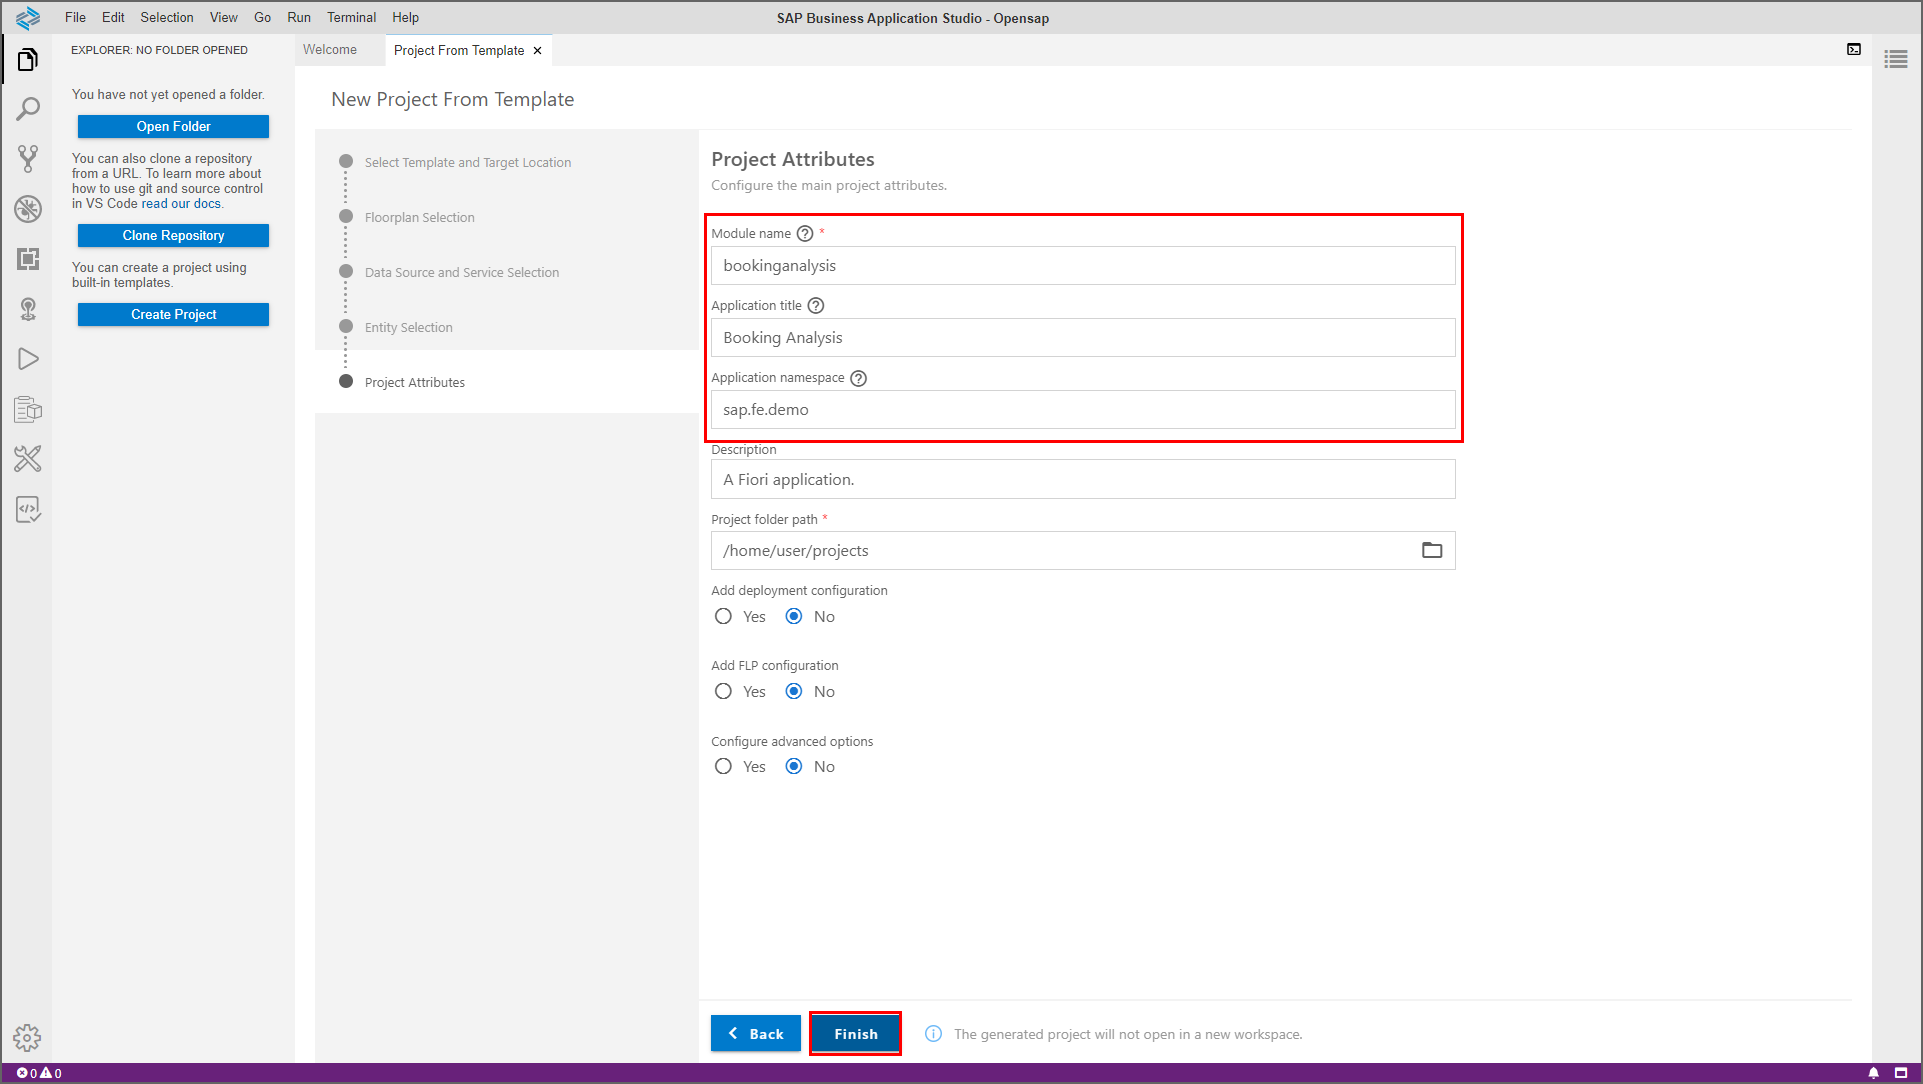 File Edit Selection View Go Run Terminal Help
SAP Business Application Studio - Opensap
EXPLORER: NO FOLDER OPENED
You have not yet opened a folder.
Open Folder
You can also clone a repository
from a URL. To learn more about
how to use git and source control
in VS Code read our docs.
Clone Repository
You can create a project using
built-in templates.
Create Project
Welcome
Project From Template
New Project From Template
Select Template and Target Location
Floorplan Selection
Data Source and Service Selection
Entity Selection
Project Attributes
Project Attributes
Configure the main project attributes.
Module name ? *
bookinganalysis
Application title ?
Booking Analysis
Application namespace ?
sap.fe.demo
Description
A Fiori application.
Project folder path *
/home/user/projects
Add deployment configuration
Yes No
Add FLP configuration
Yes No
Configure advanced options
Yes No
Back
Finish
The generated project will not open in a new workspace.
0 0